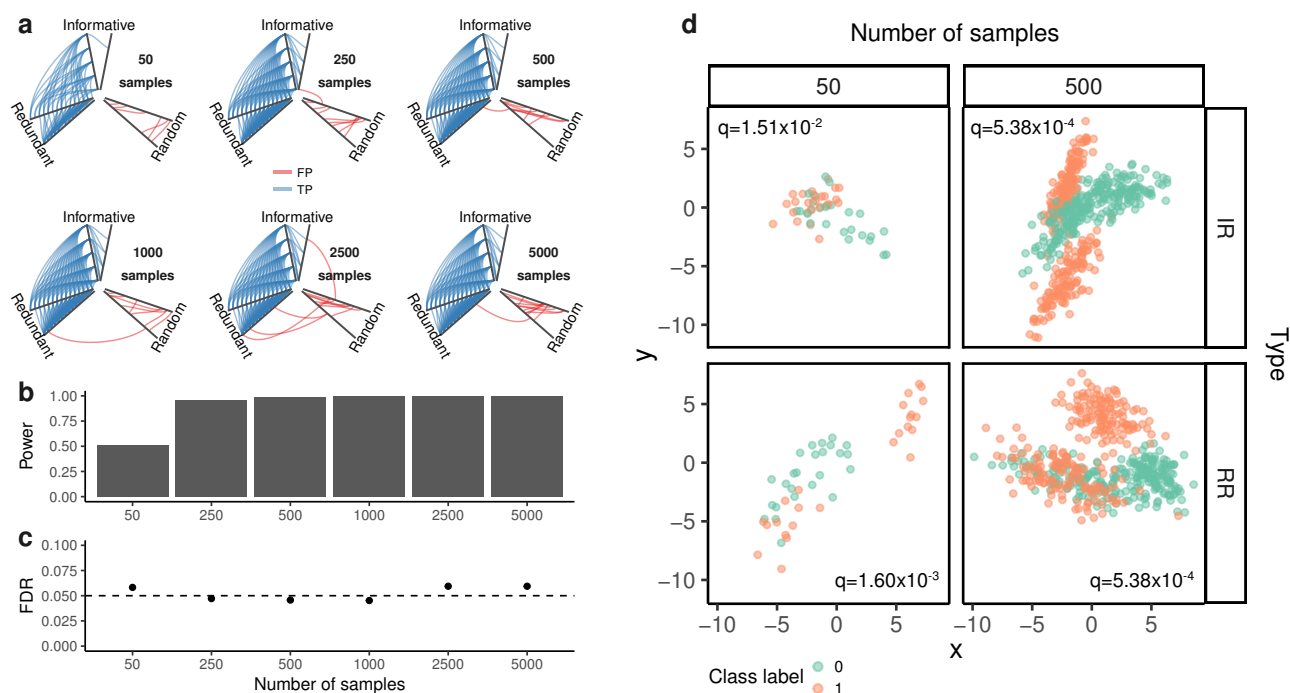 a
Informative
50
samples
Redundant
Random
Informative
250
samples
Redundant
Random
Informative
500
samples
Redundant
Random
FP
TP
Informative
1000
samples
Redundant
Random
Informative
2500
samples
Redundant
Random
Informative
5000
samples
Redundant
Random
b
Power
1.00
0.75
0.50
0.25
0.00
50 250 500 1000 2500 5000
c
FDR
0.100
0.075
0.050
0.025
0.000
50 250 500 1000 2500 5000
Number of samples
d
Number of samples
50 500
q=1.51x10-2
q=5.38x10-4
5
0
−5
−10
IR
y
Type
5
0
−5
−10
q=1.60x10-3
q=5.38x10-4
RR
−10 −5 0 5
−10 −5 0 5
x
Class label
0
1